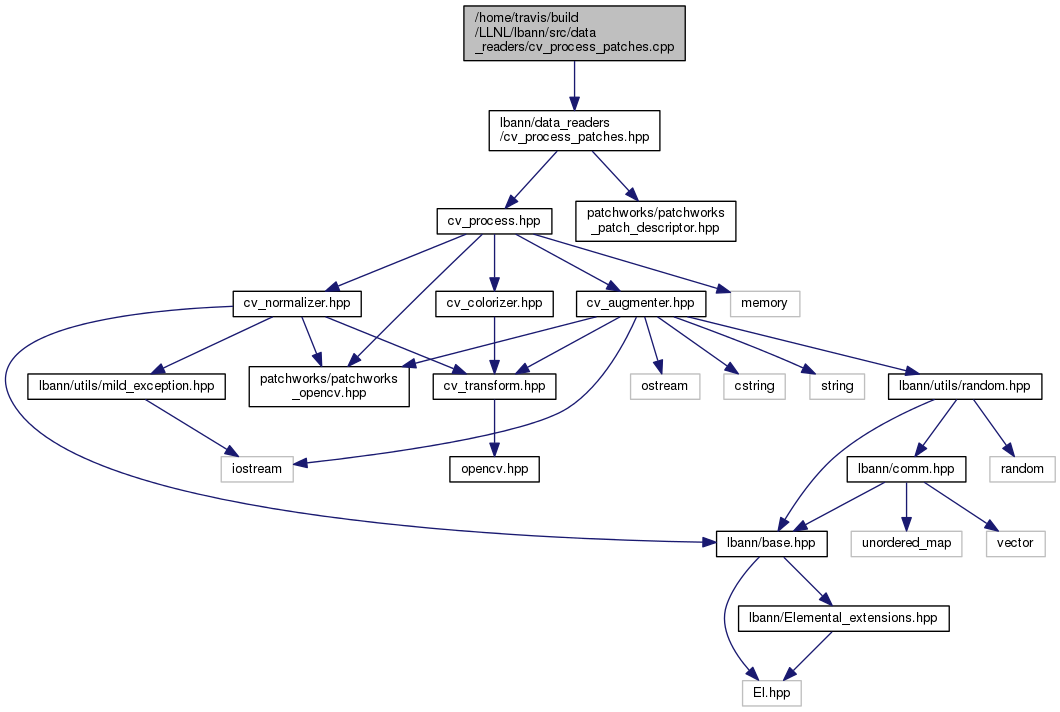 /home/travis/build
/LLNL/lbann/src/data
_readers/cv_process_patches.cpp
lbann/data_readers
/cv_process_patches.hpp
cv_process.hpp
patchworks/patchworks
_patch_descriptor.hpp
cv_normalizer.hpp
cv_colorizer.hpp
cv_augmenter.hpp
memory
lbann/utils/mild_exception.hpp
patchworks/patchworks
_opencv.hpp
cv_transform.hpp
ostream
cstring
string
lbann/utils/random.hpp
iostream
opencv.hpp
lbann/comm.hpp
random
lbann/base.hpp
unordered_map
vector
lbann/Elemental_extensions.hpp
El.hpp